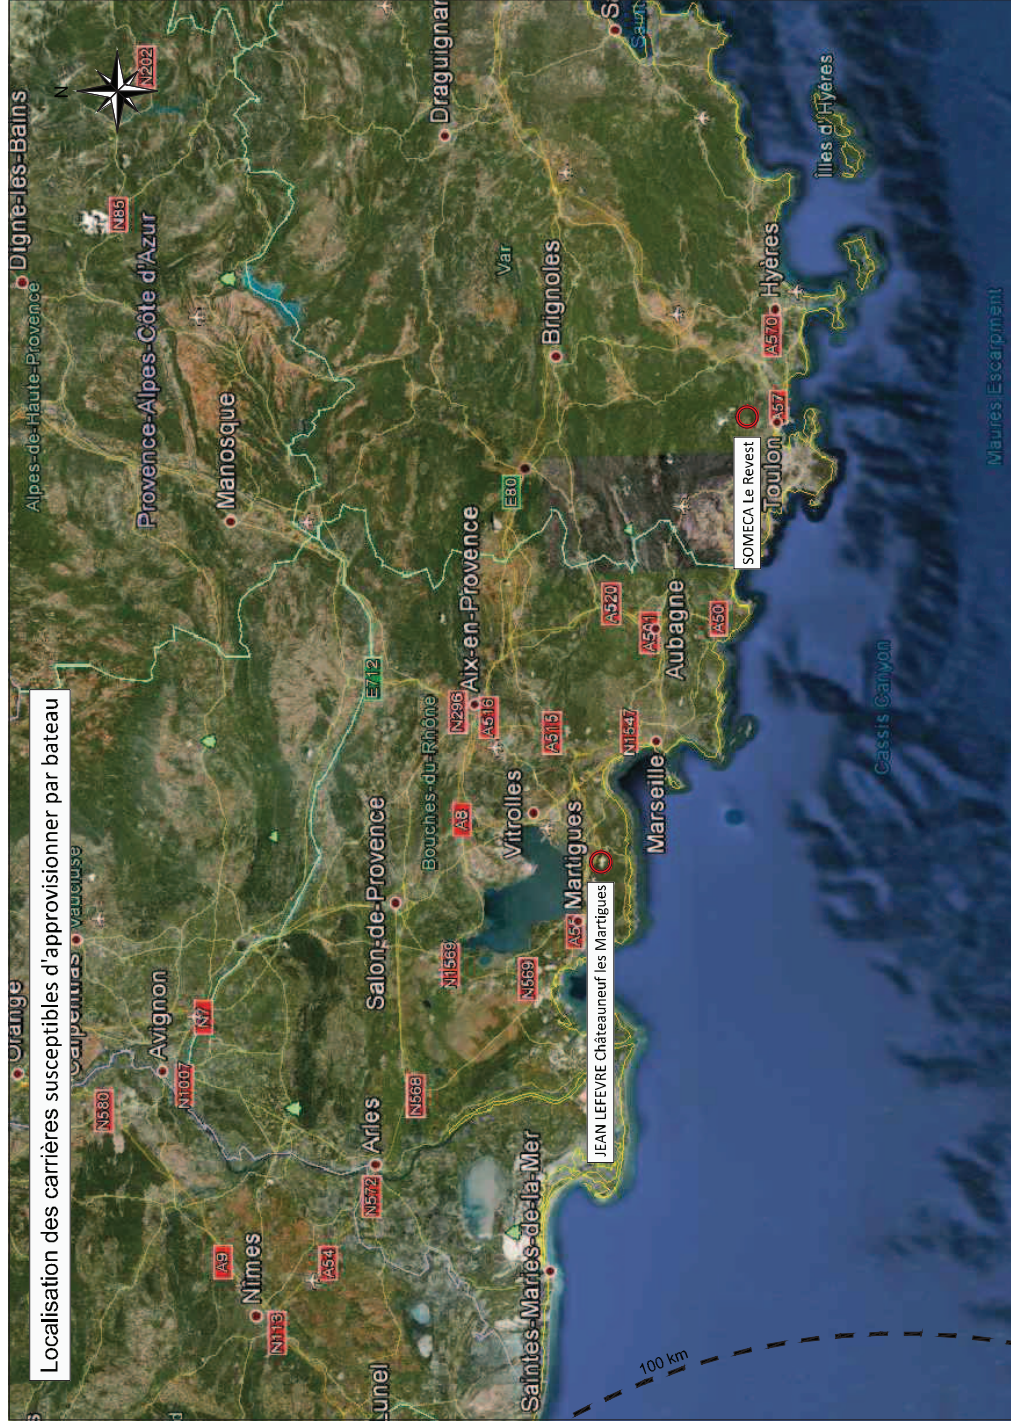 Localisation des carrières susceptibles d'approvisionner par bateau
N
N202
Digne-les-Bains
N85
Alpes-de-Haute-Provence
Provence-Alpes-Côte d'Azur
Manosque
Draguignan
Var
Brignoles
Îlles d'Hyères
Hyères
A570
A57
Toulon
SOMECA Le Revest
Maures Escarpment
E80
Aix-en-Provence
A520
A501
Aubagne
A50
E712
N296
A516
A515
N1547
Bouches-du-Rhône
A8
Vitrolles
Marseille
Cassis Canyon
Salon-de-Provence
Martigues
A55
JEAN LEFEVRE Châteauneuf les Martigues
N1569
N569
Vaucluse
Carpentras
Orange
Avignon
N7
N1007
N580
N568
Arles
N572
A9
Nîmes
A54
N113
Saintes-Maries-de-la-Mer
100 km